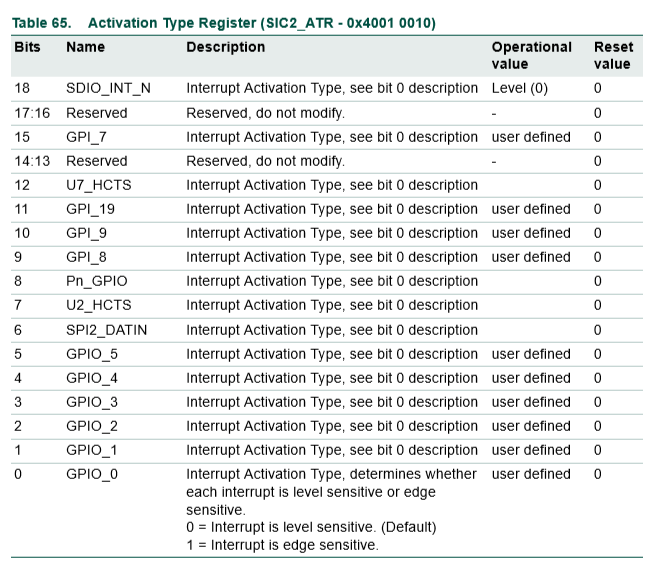 Table 65. Activation Type Register (SIC2_ATR - 0x4001 0010)
Bits Name Description Operational value Reset value
18 SDIO_INT_N Interrupt Activation Type, see bit 0 description Level (0) 0
17:16 Reserved Reserved, do not modify. - 0
15 GPI_7 Interrupt Activation Type, see bit 0 description user defined 0
14:13 Reserved Reserved, do not modify. - 0
12 U7_HCTS Interrupt Activation Type, see bit 0 description 0
11 GPI_19 Interrupt Activation Type, see bit 0 description user defined 0
10 GPI_9 Interrupt Activation Type, see bit 0 description user defined 0
9 GPI_8 Interrupt Activation Type, see bit 0 description user defined 0
8 Pn_GPIO Interrupt Activation Type, see bit 0 description 0
7 U2_HCTS Interrupt Activation Type, see bit 0 description 0
6 SPI2_DATIN Interrupt Activation Type, see bit 0 description 0
5 GPIO_5 Interrupt Activation Type, see bit 0 description user defined 0
4 GPIO_4 Interrupt Activation Type, see bit 0 description user defined 0
3 GPIO_3 Interrupt Activation Type, see bit 0 description user defined 0
2 GPIO_2 Interrupt Activation Type, see bit 0 description user defined 0
1 GPIO_1 Interrupt Activation Type, see bit 0 description user defined 0
0 GPIO_0 Interrupt Activation Type, determines whether user defined 0
each interrupt is level sensitive or edge
sensitive.
0 = Interrupt is level sensitive. (Default)
1 = Interrupt is edge sensitive.